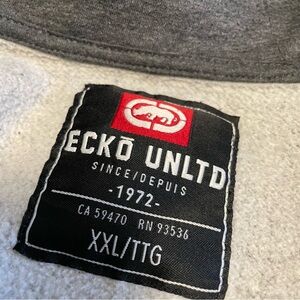 ECKŌ UNLTD
SINCE/DEPUIS
-1972-
CA 59470 RN 93536
XXL/TTG